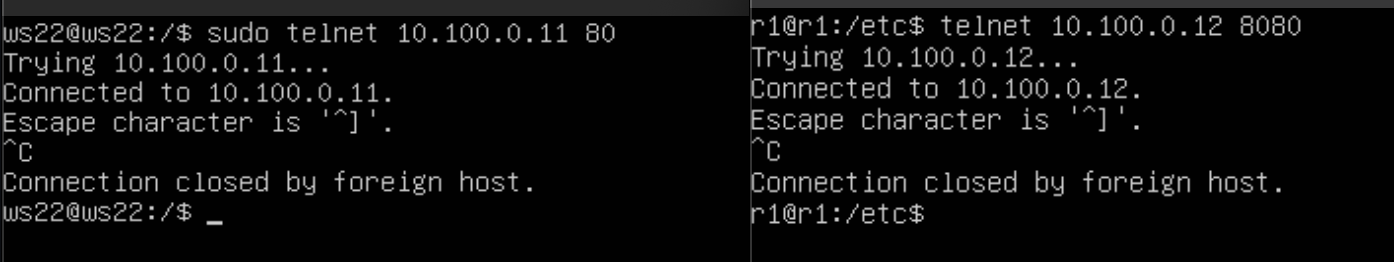 ws22@ws22:/$ sudo telnet 10.100.0.11 80
Trying 10.100.0.11...
Connected to 10.100.0.11.
Escape character is '^]'.
^C
Connection closed by foreign host.
ws22@ws22:/$ _
r1@r1:/etc$ telnet 10.100.0.12 8080
Trying 10.100.0.12...
Connected to 10.100.0.12.
Escape character is '^]'.
^C
Connection closed by foreign host.
r1@r1:/etc$